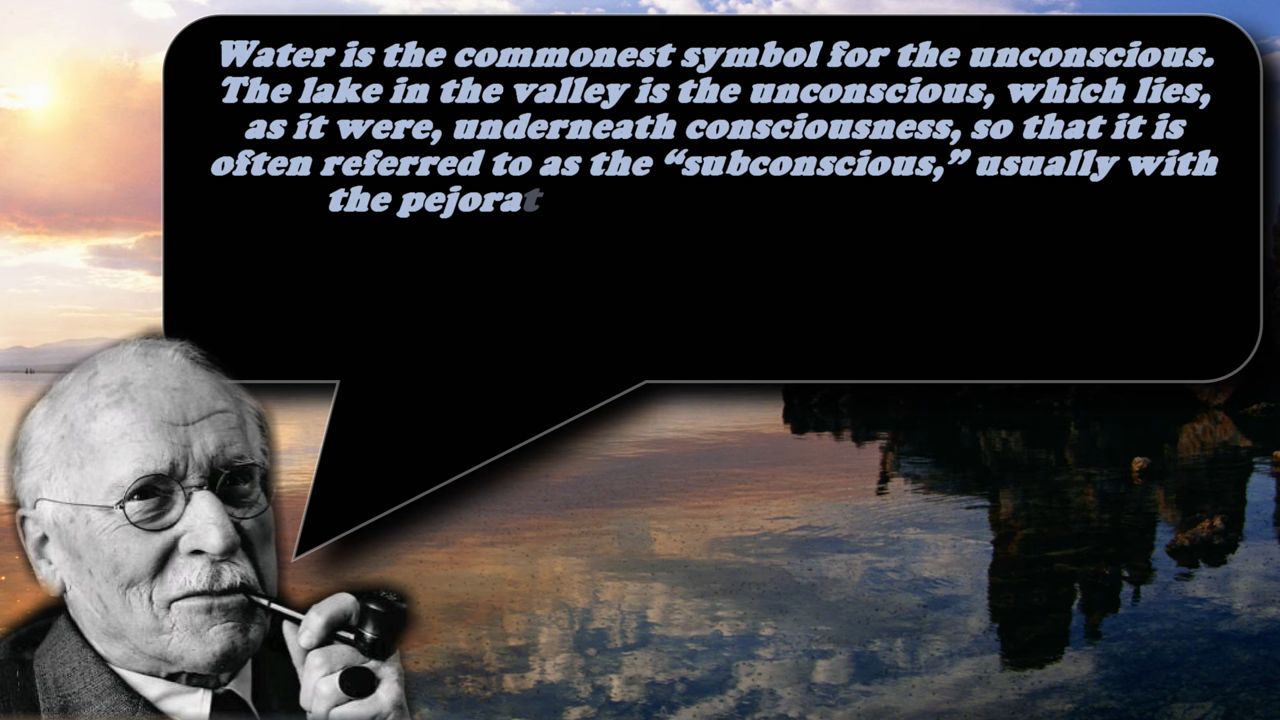 Water is the commonest symbol for the unconscious.
The lake in the valley is the unconscious, which lies,
as it were, underneath consciousness, so that it is
often referred to as the “subconscious,” usually with
the pejorat